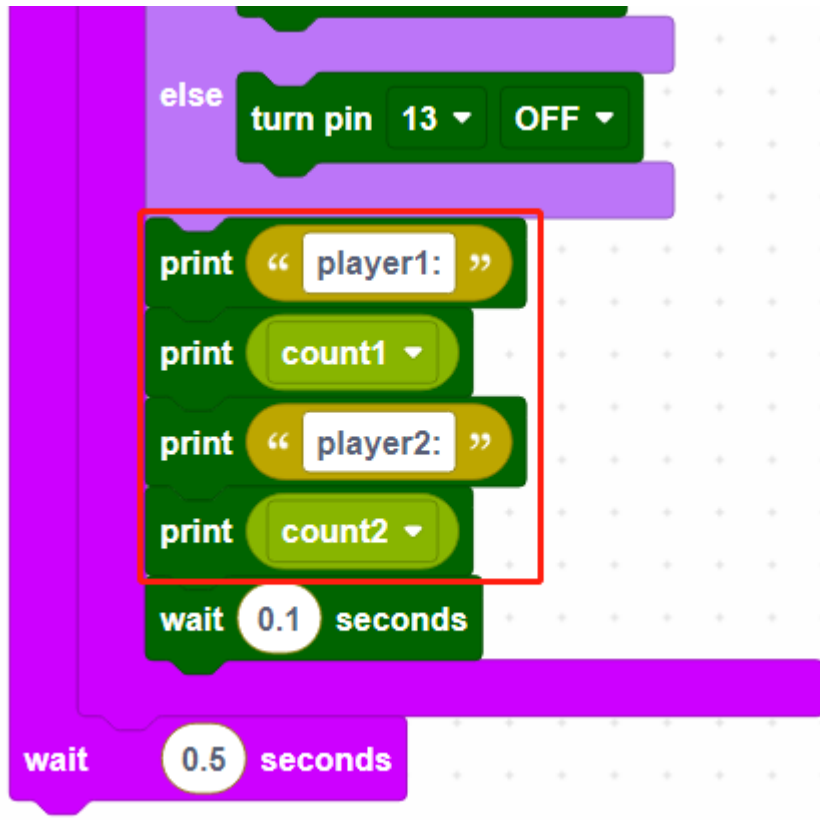 else
turn pin 13 OFF
print “ player1: ”
print count1
print “ player2: ”
print count2
wait 0.1 seconds
wait 0.5 seconds